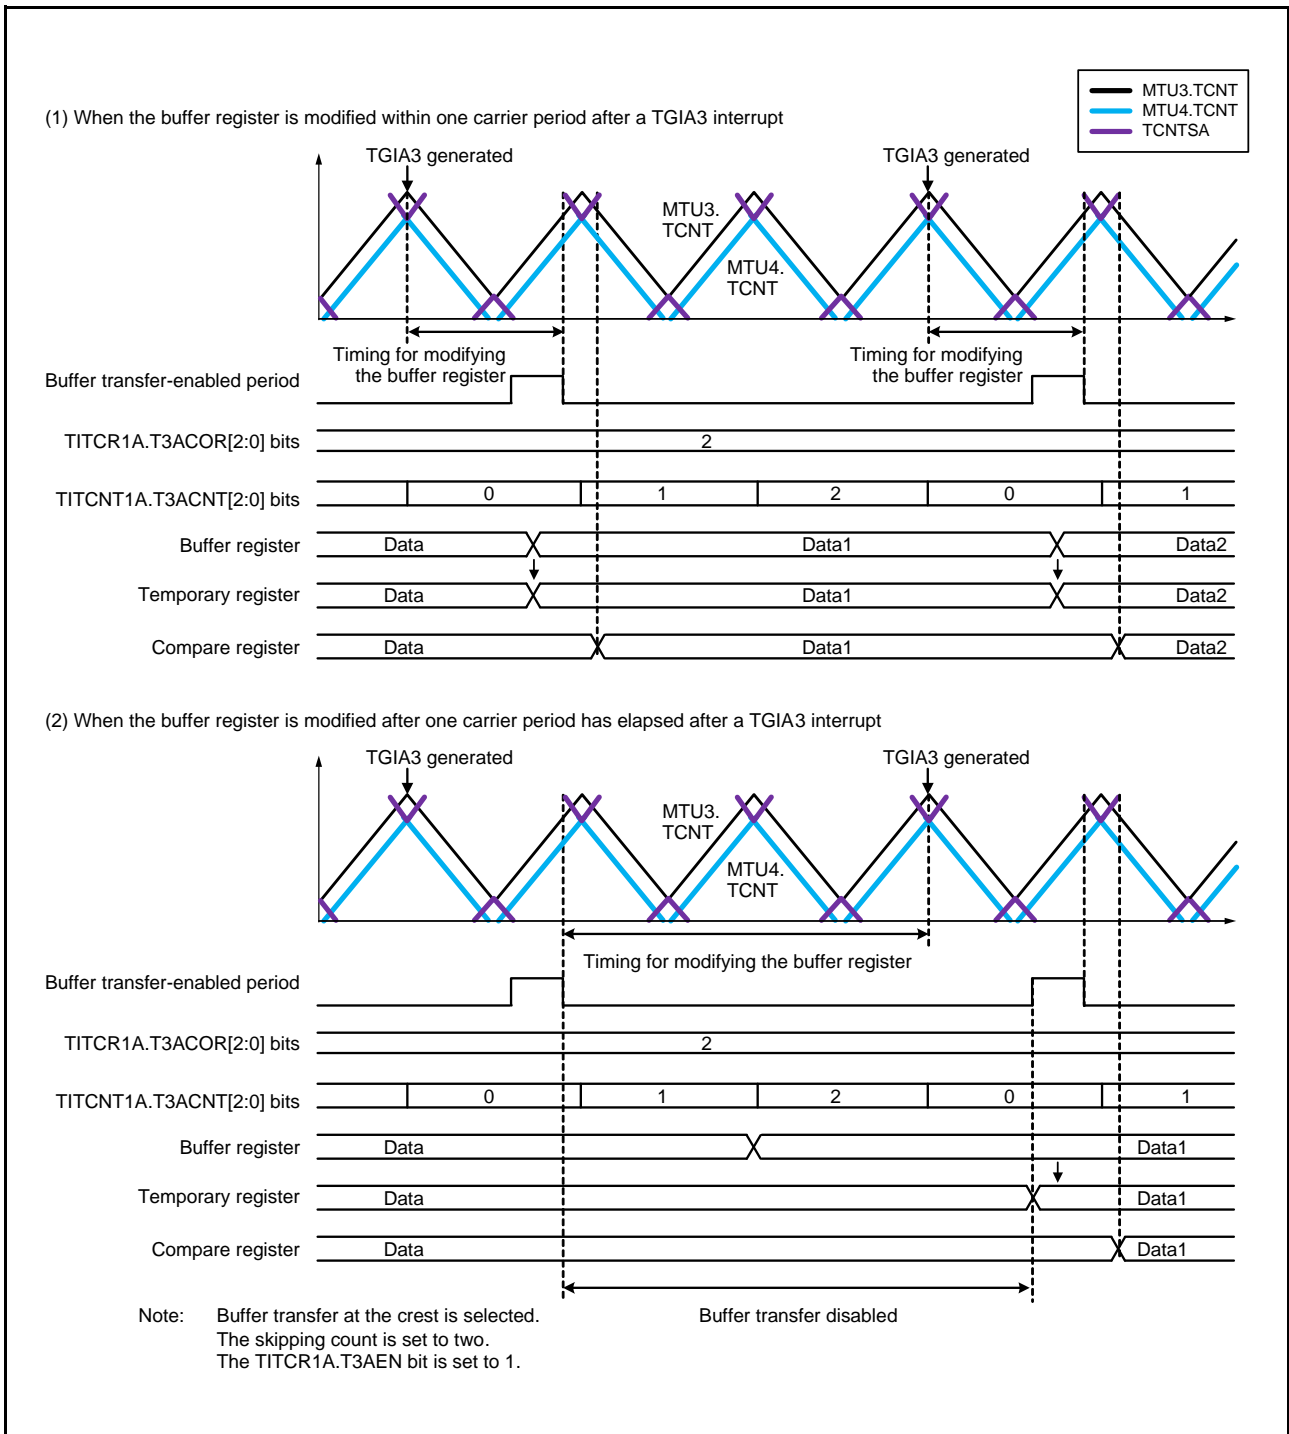 MTU3.TCNT
MTU4.TCNT
TCNTSA
(1) When the buffer register is modified within one carrier period after a TGIA3 interrupt
TGIA3 generated
TGIA3 generated
MTU3.
TCNT
MTU4.
TCNT
Timing for modifying
the buffer register
Timing for modifying
the buffer register
Buffer transfer-enabled period
TITCR1A.T3ACOR[2:0] bits
2
TITCNT1A.T3ACNT[2:0] bits
0
1
2
0
1
Buffer register
Data
Data1
Data2
Temporary register
Data
Data1
Data2
Compare register
Data
Data1
Data2
(2) When the buffer register is modified after one carrier period has elapsed after a TGIA3 interrupt
TGIA3 generated
TGIA3 generated
MTU3.
TCNT
MTU4.
TCNT
Timing for modifying the buffer register
Buffer transfer-enabled period
TITCR1A.T3ACOR[2:0] bits
2
TITCNT1A.T3ACNT[2:0] bits
0
1
2
0
1
Buffer register
Data
Data1
Temporary register
Data
Data1
Compare register
Data
Data1
Buffer transfer disabled
Note: Buffer transfer at the crest is selected.
The skipping count is set to two.
The TITCR1A.T3AEN bit is set to 1.